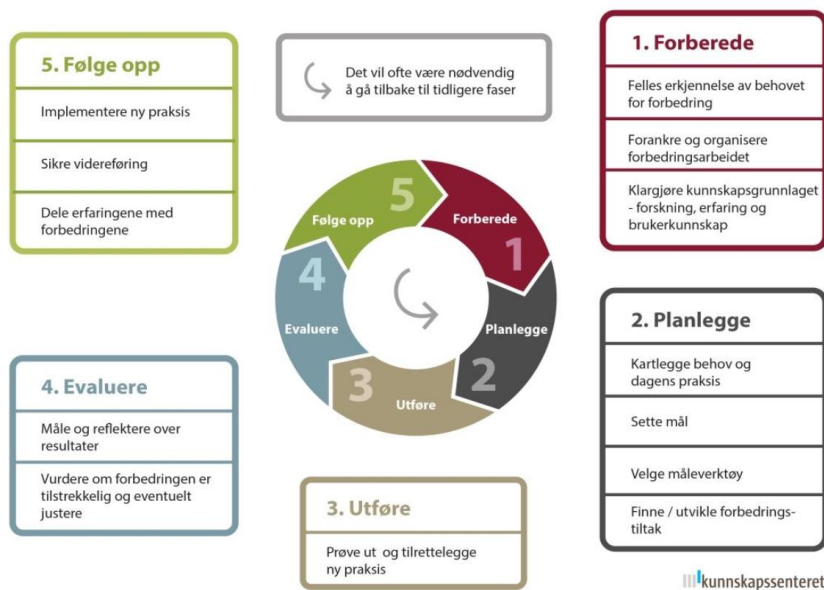 5. Følge opp
Implementere ny praksis
Sikre videreføring
Dele erfaringene med
forbedringene
Det vil ofte være nødvendig
å gå tilbake til tidligere faser
1. Forberede
Felles erkjennelse av behovet
for forbedring
Forankre og organisere
forbedringsarbeidet
Klargjøre kunnskapsgrunnlaget
- forskning, erfaring og
brukerkunnskap
5
Følge opp
Forberede
1
4
Evaluere
Planlegge
2
3
Utføre
2. Planlegge
Kartlegge behov og
dagens praksis
Sette mål
Velge måleverktøy
Finne / utvikle forbedrings-
tiltak
4. Evaluere
Måle og reflektere over
resultater
Vurdere om forbedringen er
tilstrekkelig og eventuelt
justere
3. Utføre
Prøve ut og tilrettelegge
ny praksis
kunnskapssenteret